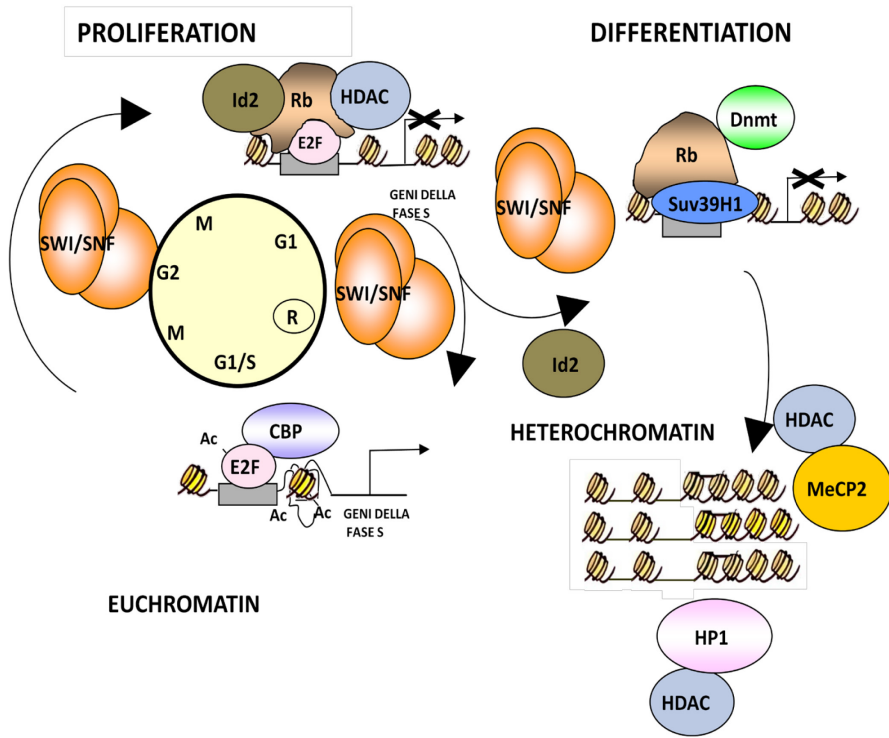 PROLIFERATION
DIFFERENTIATION
Id2
Rb
HDAC
E2F
GENI DELLA
FASE S
Dnmt
Rb
Suv39H1
SWI/SNF
SWI/SNF
SWI/SNF
M
G1
G2
R
M
G1/S
Id2
Ac
CBP
E2F
Ac
Ac
GENI DELLA
FASE S
EUCHROMATIN
HETEROCHROMATIN
HDAC
MeCP2
HP1
HDAC